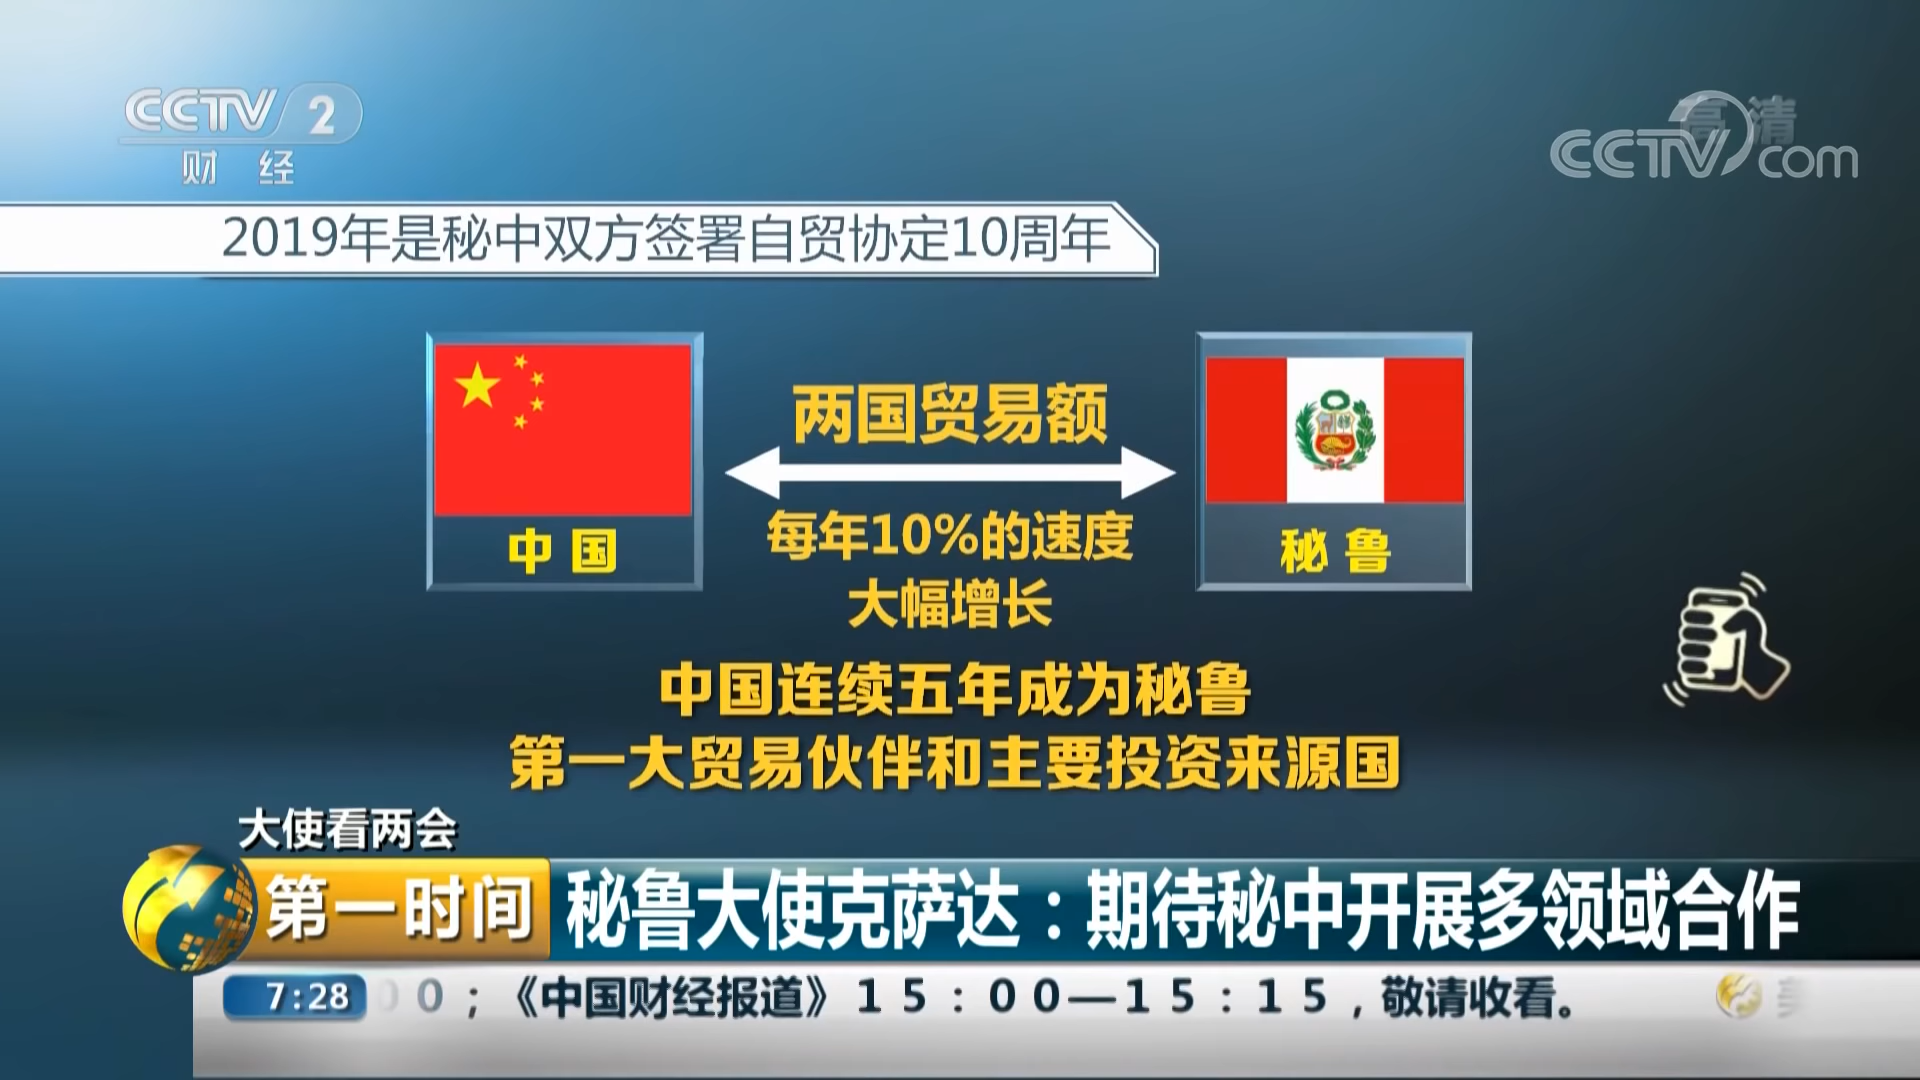 CCTV 2
财 经
高清
CCTV.com
2019年是秘中双方签署自贸协定10周年
两国贸易额
每年10%的速度
大幅增长
中国
秘鲁
中国连续五年成为秘鲁
第一大贸易伙伴和主要投资来源国
大使看两会
第一时间
秘鲁大使克萨达：期待秘中开展多领域合作
7:28
00；《中国财经报道》15：00—15：15，敬请收看。